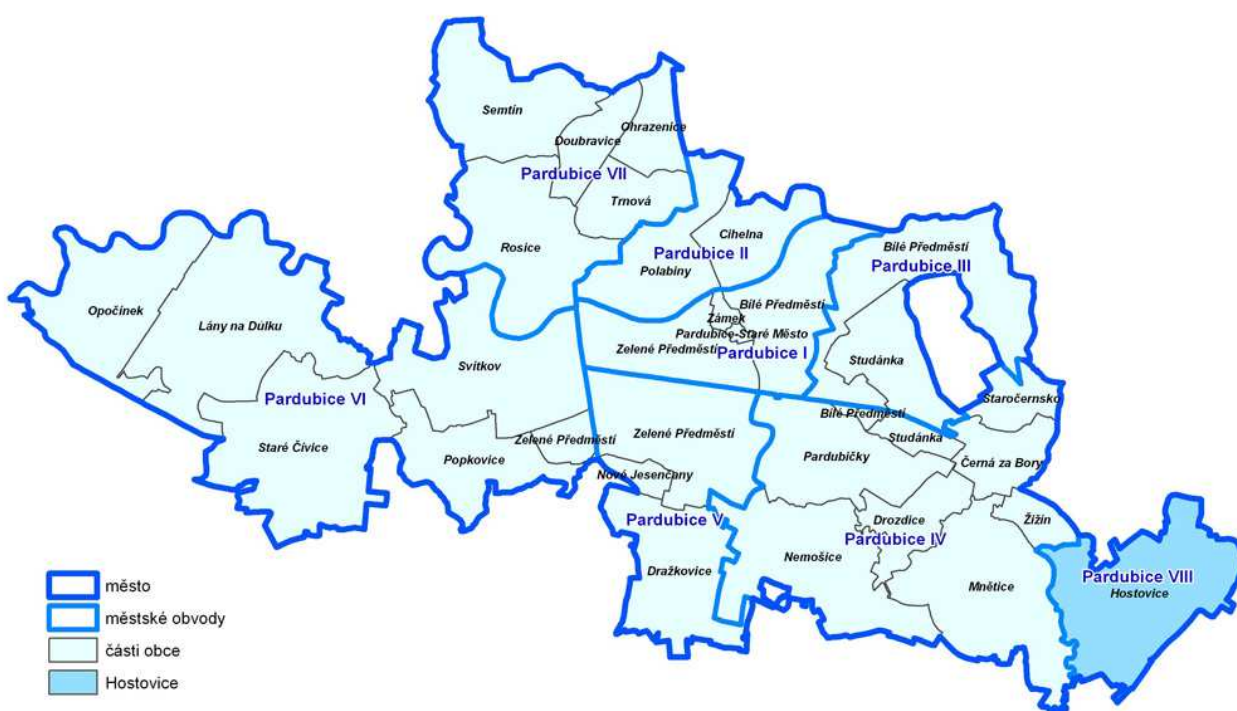 Semtín
Ohrazenice
Doubravice
Pardubice VII
Trnová
Rosice
Cihelna
Pardubice II
Polabiny
Bílé Předměstí
Pardubice III
Opočínek
Lány na Důlku
Bílé Předměstí
Zámek
Pardubice-Staré Město
Zelené Předměstí
Pardubice I
Svítkov
Studánka
Pardubice VI
Staročernsko
Bílé Předměstí
Staré Čívice
Zelené Předměstí
Zelené Předměstí
Studánka
Popkovice
Pardubičky
Černá za Bory
Nové Jesenčany
Pardubice V
Drozdice
Žižín
Pardubice IV
Nemošice
Dražkovice
Mnětice
Pardubice VIII
Hostovice
město
městské obvody
části obce
Hostovice